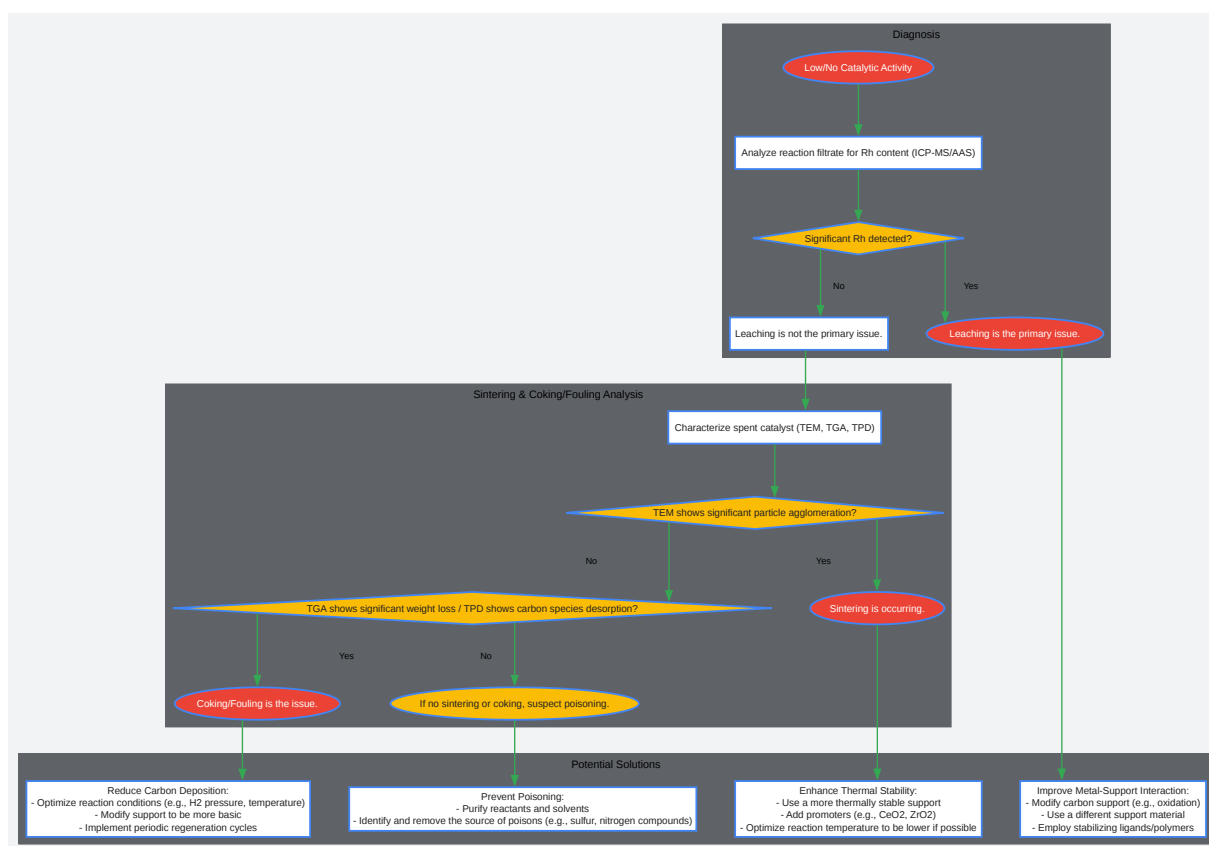 Diagnosis
Low/No Catalytic Activity
Analyze reaction filtrate for Rh content (ICP-MS/AAS)
Significant Rh detected?
No
Yes
Leaching is not the primary issue.
Leaching is the primary issue.
Sintering & Coking/Fouling Analysis
Characterize spent catalyst (TEM, TGA, TPD)
TEM shows significant particle agglomeration?
No
Yes
TGA shows significant weight loss / TPD shows carbon species desorption?
Sintering is occurring.
Yes
No
Coking/Fouling is the issue.
If no sintering or coking, suspect poisoning.
Potential Solutions
Reduce Carbon Deposition:
- Optimize reaction conditions (e.g., H2 pressure, temperature)
- Modify support to be more basic
- Implement periodic regeneration cycles
Prevent Poisoning:
- Purify reactants and solvents
- Identify and remove the source of poisons (e.g., sulfur, nitrogen compounds)
Enhance Thermal Stability:
- Use a more thermally stable support
- Add promoters (e.g., CeO2, ZrO2)
- Optimize reaction temperature to be lower if possible
Improve Metal-Support Interaction:
- Modify carbon support (e.g., oxidation)
- Use a different support material
- Employ stabilizing ligands/polymers